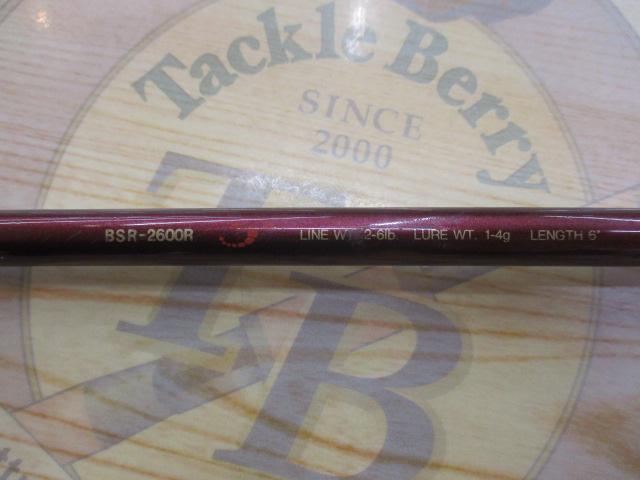 Tackle Berry
SINCE
2000
BSR-2600R LINE WT. 2-6lb. LURE WT. 1-4g LENGTH 6'
TB